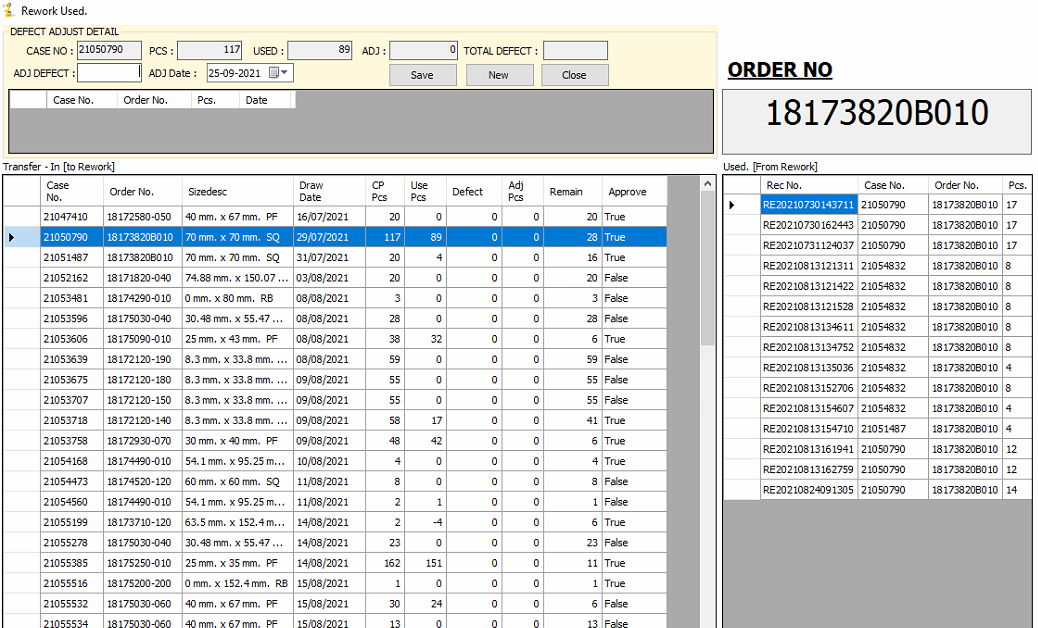 Rework Used.
DEFECT ADJUST DETAIL
CASE NO : 21050790 PCS : 117 USED : 89 ADJ : 0 TOTAL DEFECT :
ADJ DEFECT : ADJ Date : 25-09-2021
Save New Close
Case No. Order No. Pcs. Date
ORDER NO
18173820B010
Transfer - In [to Rework]
Case No. Order No. Sizedesc Draw Date CP Pcs Use Pcs Defect Adj Pcs Remain Approve
21047410 18172580-050 40 mm. x 67 mm. PF 16/07/2021 20 0 0 0 20 True
21050790 18173820B010 70 mm. x 70 mm. SQ 29/07/2021 117 89 0 0 28 True
21051487 18173820B010 70 mm. x 70 mm. SQ 31/07/2021 20 4 0 0 16 True
21052162 18171820-040 74.88 mm. x 150.07 ... 03/08/2021 20 0 0 0 20 False
21053481 18174290-010 0 mm. x 80 mm. RB 08/08/2021 3 0 0 0 3 False
21053596 18175030-040 30.48 mm. x 55.47 ... 08/08/2021 28 0 0 0 28 False
21053606 18175090-010 25 mm. x 43 mm. PF 08/08/2021 38 32 0 0 6 True
21053639 18172120-190 8.3 mm. x 33.8 mm. ... 09/08/2021 59 0 0 0 59 False
21053675 18172120-180 8.3 mm. x 33.8 mm. ... 09/08/2021 55 0 0 0 55 False
21053707 18172120-150 8.3 mm. x 33.8 mm. ... 09/08/2021 55 0 0 0 55 False
21053718 18172120-140 8.3 mm. x 33.8 mm. ... 09/08/2021 58 17 0 0 41 True
21053758 18172930-070 30 mm. x 40 mm. PF 09/08/2021 48 42 0 0 6 True
21054168 18174490-010 54.1 mm. x 95.25 m... 10/08/2021 4 0 0 0 4 True
21054473 18174520-120 60 mm. x 60 mm. SQ 11/08/2021 8 0 0 0 8 False
21054560 18174490-010 54.1 mm. x 95.25 m... 11/08/2021 2 1 0 0 1 False
21055199 18173710-120 63.5 mm. x 152.4 m... 14/08/2021 2 -4 0 0 6 True
21055278 18175030-040 30.48 mm. x 55.47 ... 14/08/2021 23 0 0 0 23 False
21055385 18175250-010 25 mm. x 35 mm. PF 14/08/2021 162 151 0 0 11 True
21055516 18175200-200 0 mm. x 152.4 mm. RB 15/08/2021 1 0 0 0 1 True
21055532 18175030-060 40 mm. x 67 mm. PF 15/08/2021 30 24 0 0 6 False
21055534 18175030-060 40 mm. x 67 mm. PF 15/08/2021 13 0 0 0 13 False
Used. [From Rework]
Rec No. Case No. Order No. Pcs.
RE20210730143711 21050790 18173820B010 17
RE20210730162443 21050790 18173820B010 17
RE20210731124037 21050790 18173820B010 17
RE20210813121311 21054832 18173820B010 8
RE20210813121422 21054832 18173820B010 8
RE20210813121528 21054832 18173820B010 8
RE20210813134611 21054832 18173820B010 8
RE20210813134752 21054832 18173820B010 8
RE20210813135036 21054832 18173820B010 4
RE20210813152706 21054832 18173820B010 8
RE20210813154607 21054832 18173820B010 4
RE20210813154710 21051487 18173820B010 4
RE20210813161941 21050790 18173820B010 12
RE20210813162759 21050790 18173820B010 12
RE20210824091305 21050790 18173820B010 14